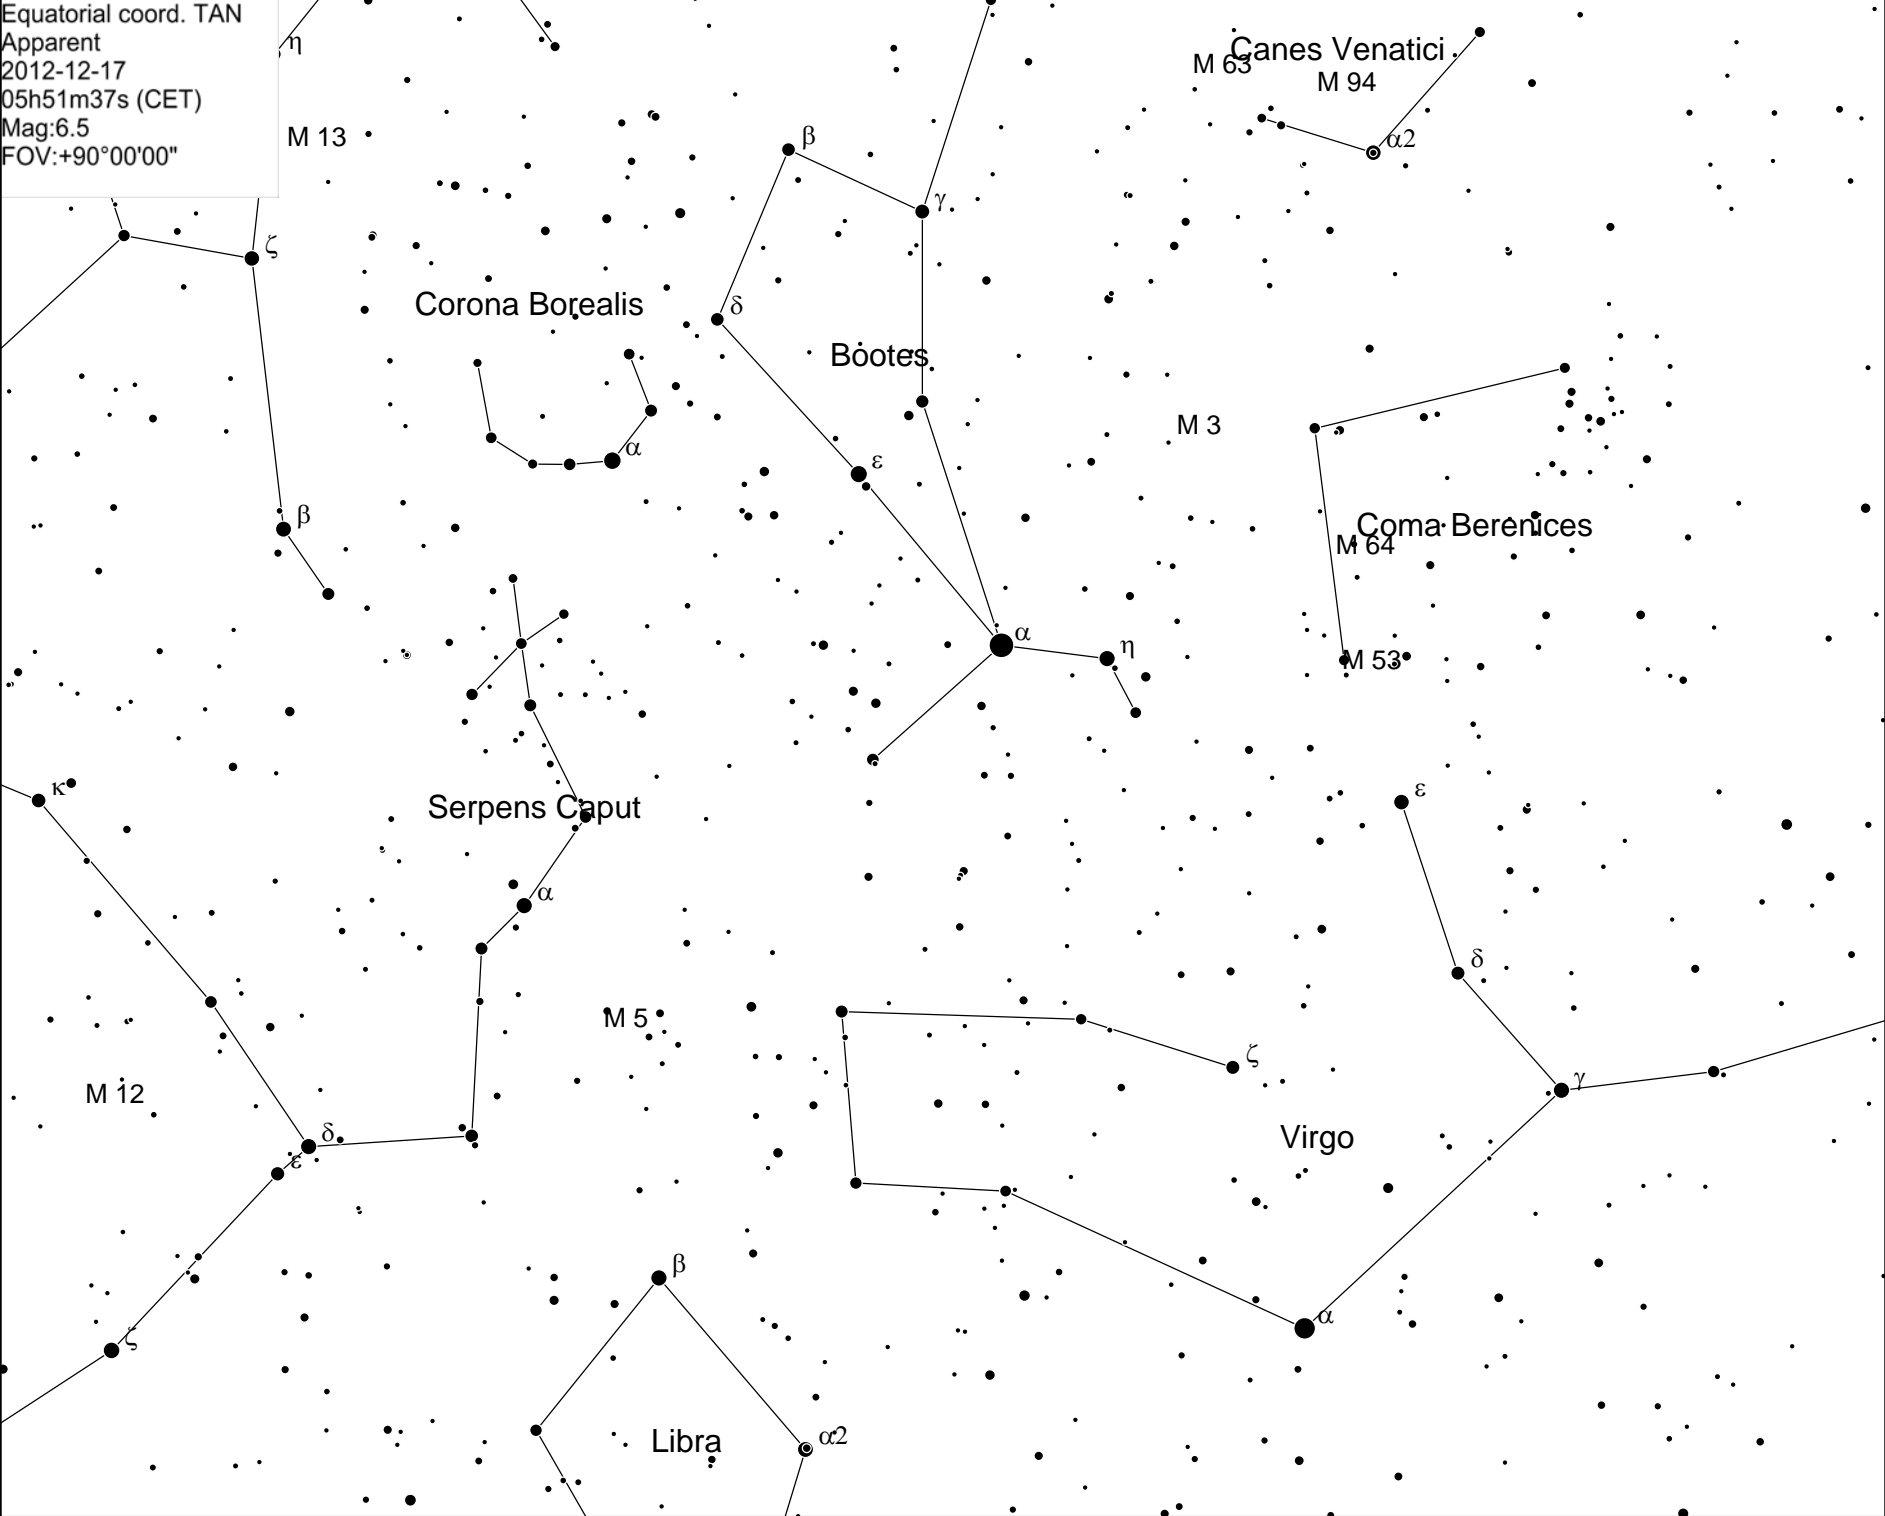 Equatorial coord. TAN
Apparent
2012-12-17
05h51m37s (CET)
Mag:6.5
FOV:+90°00'00"
η
Canes Venatici
M 63
M 94
M 13
β
α2
γ
ζ
Corona Borealis
δ
Bootes
M 3
α
ε
β
Coma Berenices
M 64
α
η
M 53
κ
ε
Serpens Caput
α
δ
M 5
ζ
γ
M 12
δ
ε
Virgo
β
α
ζ
Libra
α2